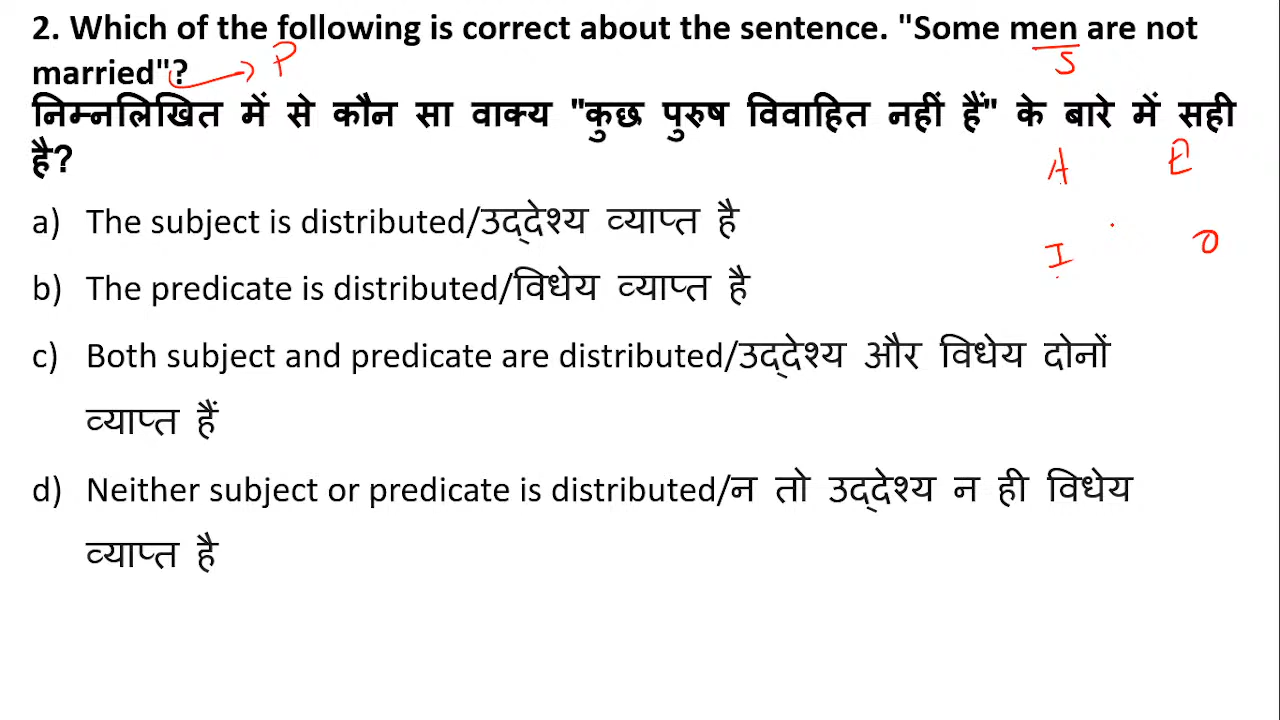 2. Which of the following is correct about the sentence. "Some men are not
married"?
P
S
निम्नलिखित में से कौन सा वाक्य "कुछ पुरुष विवाहित नहीं हैं" के बारे में सही
है?
A E
I O
a) The subject is distributed/उद्देश्य व्याप्त है
b) The predicate is distributed/विधेय व्याप्त है
c) Both subject and predicate are distributed/उद्देश्य और विधेय दोनों
व्याप्त हैं
d) Neither subject or predicate is distributed/न तो उद्देश्य न ही विधेय
व्याप्त है